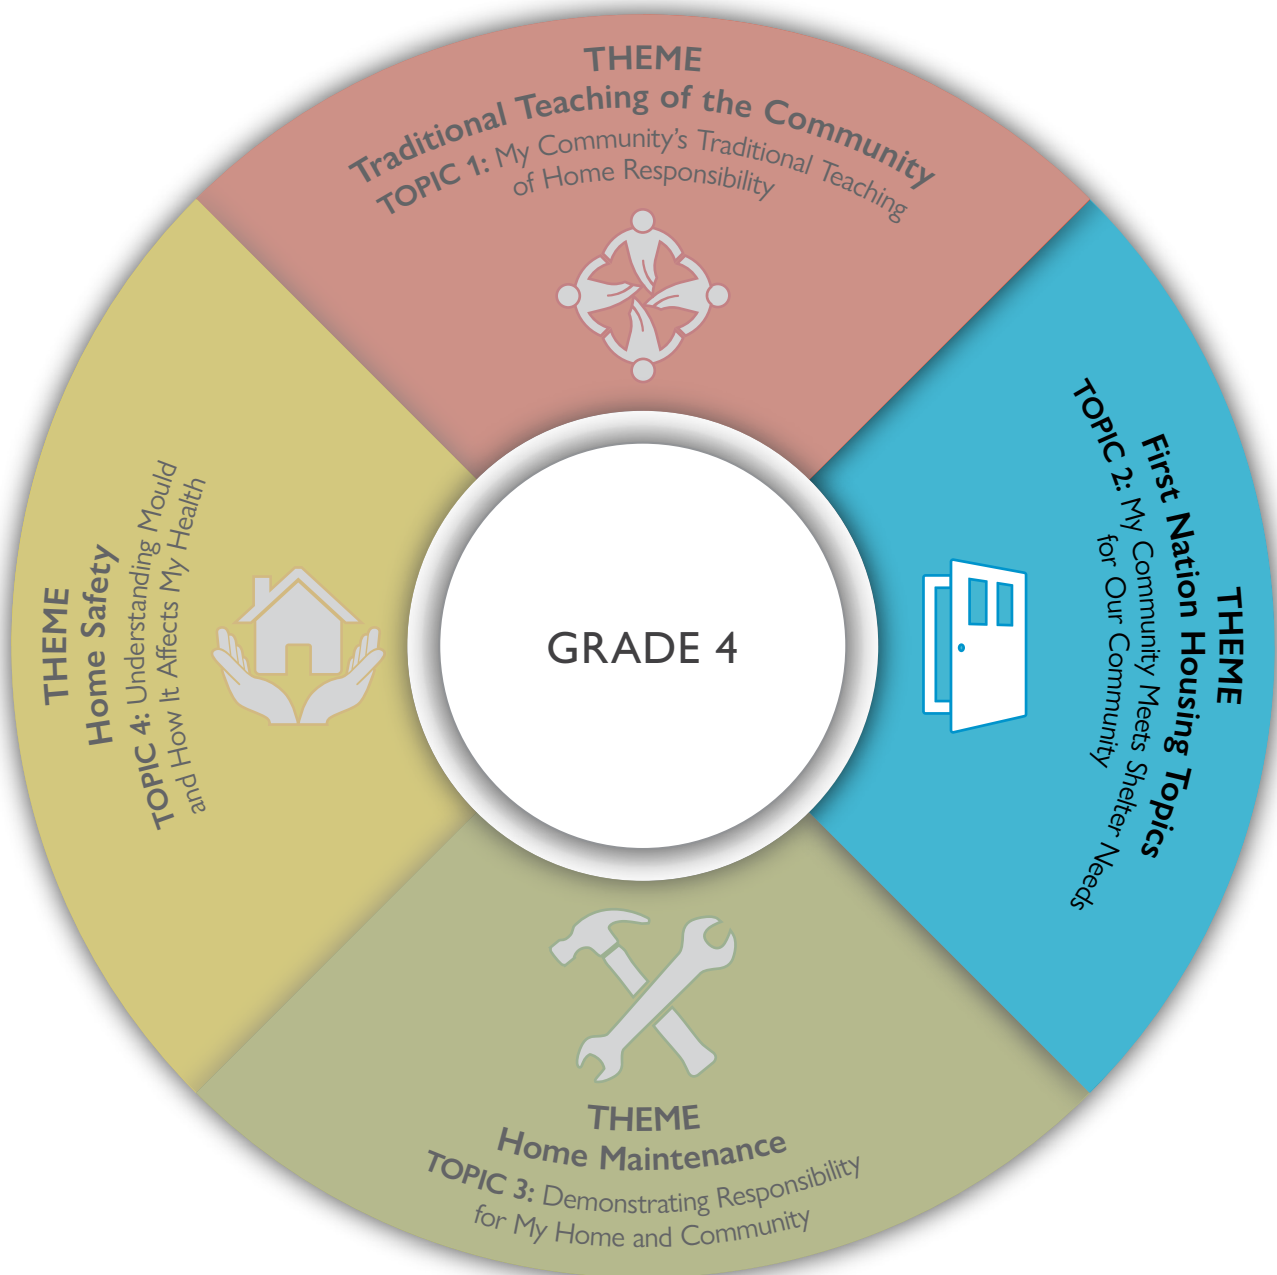 THEME
Traditional Teaching of the Community
TOPIC 1: My Community’s Traditional Teaching
of Home Responsibility
THEME
First Nation Housing Topics
TOPIC 2: My Community Meets Shelter Needs
for Our Community
THEME
Home Maintenance
TOPIC 3: Demonstrating Responsibility
for My Home and Community
THEME
Home Safety
TOPIC 4: Understanding Mould
and How It Affects My Health
GRADE 4